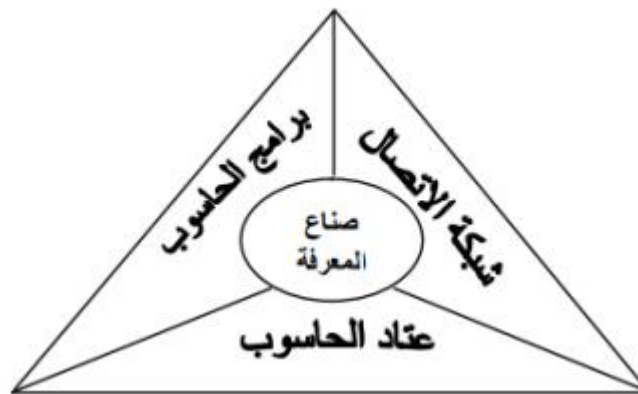 شبكة الاتصال
برامج الحاسوب
صناع
المعرفة
عتاد الحاسوب